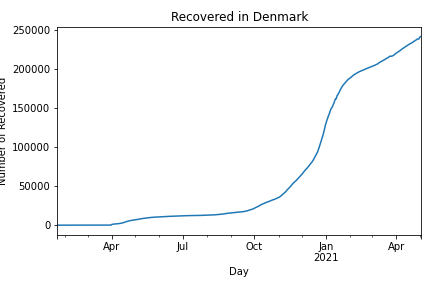 Recovered in Denmark
250000
200000
150000
100000
50000
0
Number of Recovered
Apr
Jul
Oct
Jan
2021
Apr
Day